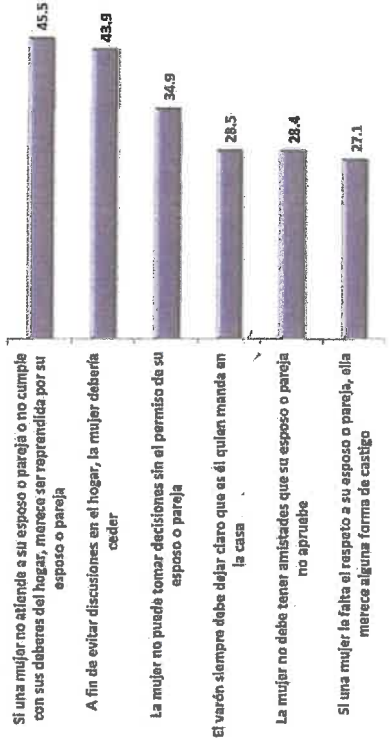 Si una mujer no atiende a su esposo o pareja o no cumple
con sus deberes del hogar, merece ser reprendida por su
esposo o pareja
45.5
A fin de evitar discusiones en el hogar, la mujer debería
ceder
43.9
La mujer no puede tomar decisiones sin el permiso de su
esposo o pareja
34.9
El varón siempre debe dejar claro que es él quien manda en
la casa
28.5
La mujer no debe tener amistades que su esposo o pareja
no apruebe
28.4
Si una mujer le falta el respeto a su esposo o pareja, ella
merece alguna forma de castigo
27.1